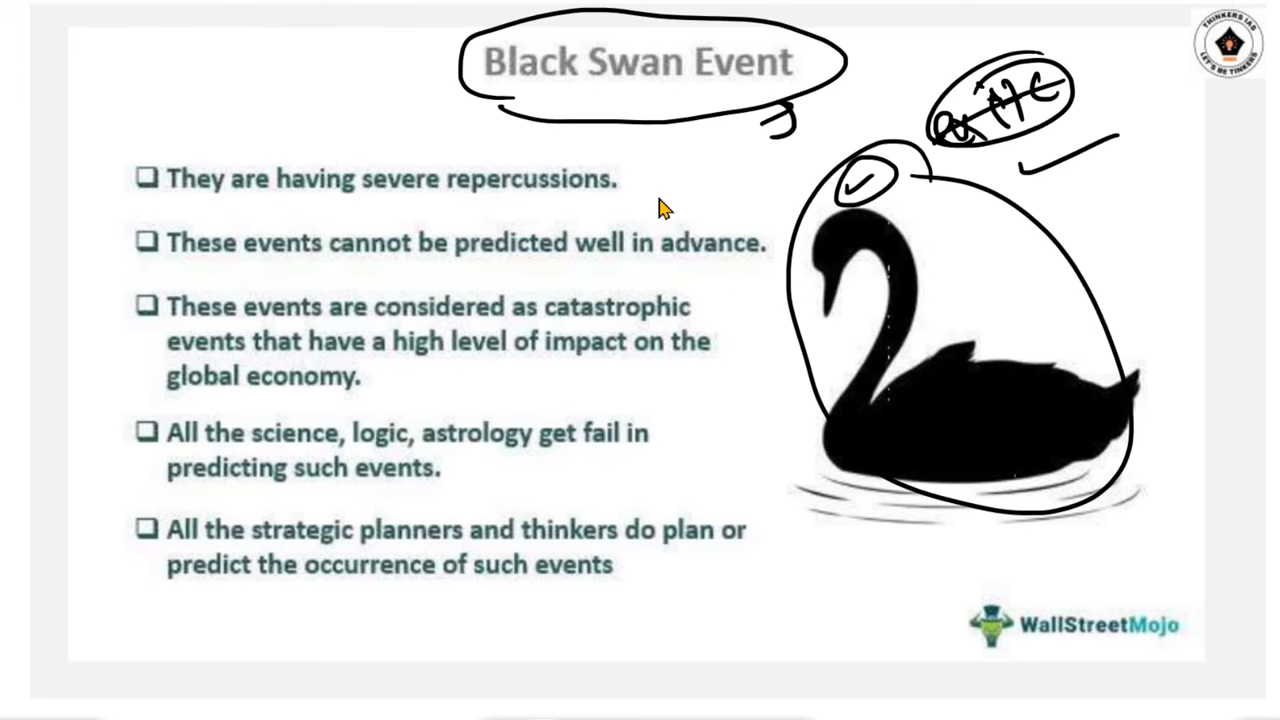 Black Swan Event
THINKERS IAS
LET'S BE TINKERS
❑ They are having severe repercussions.
❑ These events cannot be predicted well in advance.
❑ These events are considered as catastrophic
events that have a high level of impact on the
global economy.
❑ All the science, logic, astrology get fail in
predicting such events.
❑ All the strategic planners and thinkers do plan or
predict the occurrence of such events
WallStreetMojo